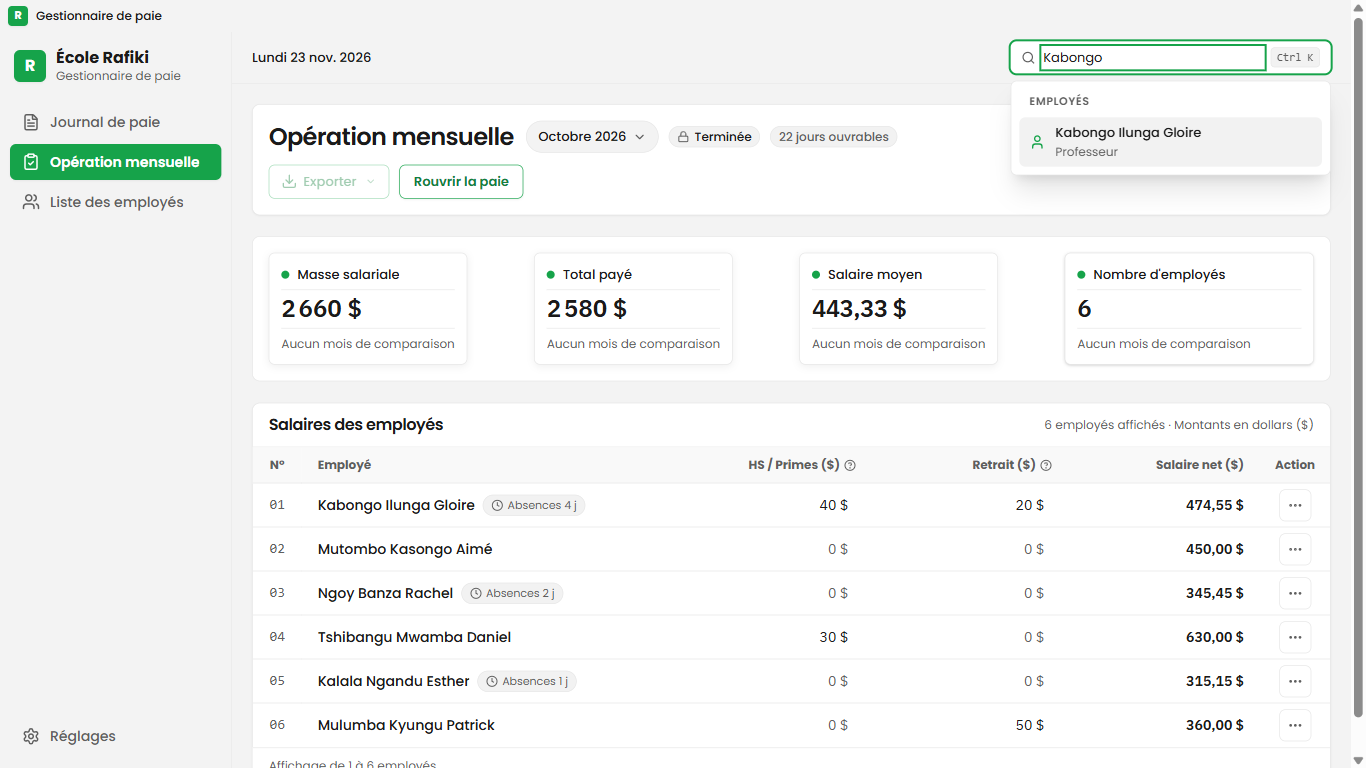 R Gestionnaire de paie
R École Rafiki
Gestionnaire de paie
Journal de paie
Opération mensuelle
Liste des employés
Réglages
Lundi 23 nov. 2026
Kabongo Ctrl K
EMPLOYÉS
Kabongo Ilunga Gloire
Professeur
Opération mensuelle Octobre 2026 Terminée 22 jours ouvrables
Exporter Rouvrir la paie
Masse salariale
2 660 $
Aucun mois de comparaison
Total payé
2 580 $
Aucun mois de comparaison
Salaire moyen
443,33 $
Aucun mois de comparaison
Nombre d'employés
6
Aucun mois de comparaison
Salaires des employés 6 employés affichés · Montants en dollars ($)
N° Employé HS / Primes ($) Retrait ($) Salaire net ($) Action
01 Kabongo Ilunga Gloire Absences 4 j 40 $ 20 $ 474,55 $
02 Mutombo Kasongo Aimé 0 $ 0 $ 450,00 $
03 Ngoy Banza Rachel Absences 2 j 0 $ 0 $ 345,45 $
04 Tshibangu Mwamba Daniel 30 $ 0 $ 630,00 $
05 Kalala Ngandu Esther Absences 1 j 0 $ 0 $ 315,15 $
06 Mulumba Kyungu Patrick 0 $ 50 $ 360,00 $
Affichage de 1 à 6 employés